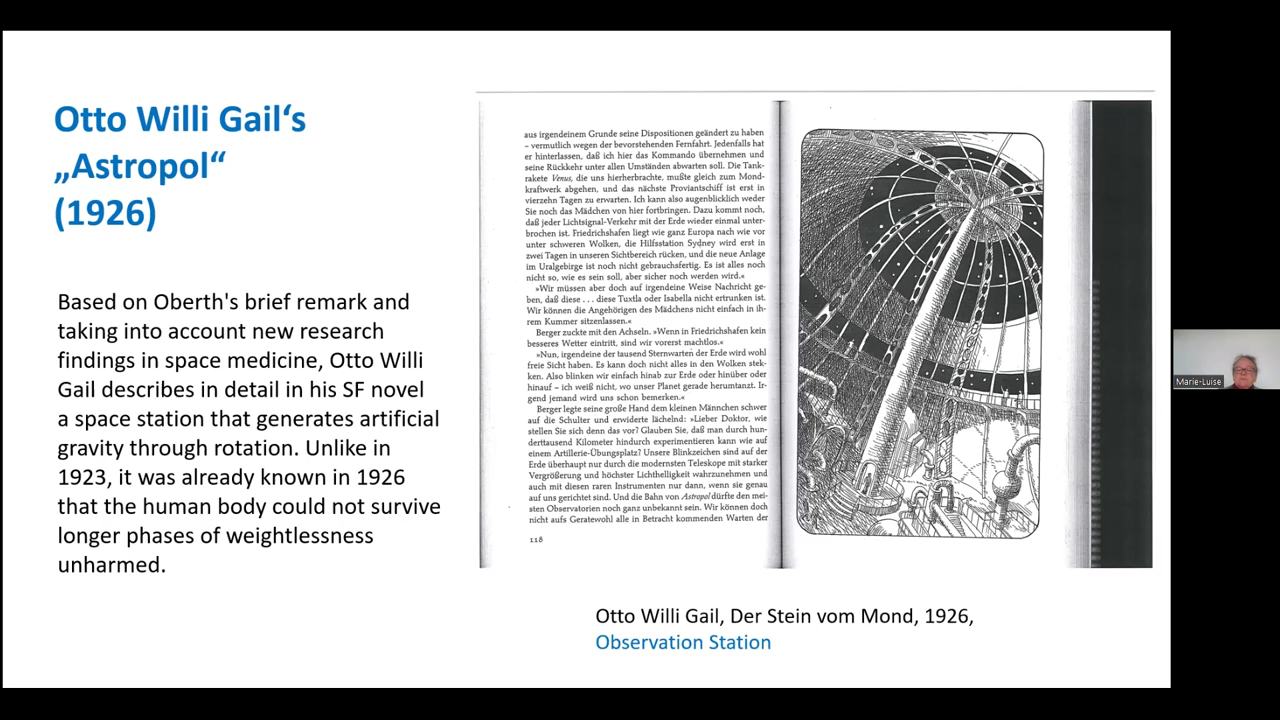 Otto Willi Gail‘s
„Astropol“
(1926)
Based on Oberth's brief remark and
taking into account new research
findings in space medicine, Otto Willi
Gail describes in detail in his SF novel
a space station that generates artificial
gravity through rotation. Unlike in
1923, it was already known in 1926
that the human body could not survive
longer phases of weightlessness
unharmed.
aus irgendeinem Grunde seine Dispositionen geändert zu haben
– vermutlich wegen der bevorstehenden Fernfahrt. Jedenfalls hat
er hinterlassen, daß ich hier das Kommando übernehmen und
seine Rückkehr unter allen Umständen abwarten soll. Die Tank-
rakete Venus, die uns hierherbrachte, mußte gleich zum Mond-
kraftwerk abgehen, und das nächste Proviantschiff ist erst in
vierzehn Tagen zu erwarten. Ich kann also augenblicklich weder
Sie noch das Mädchen von hier fortbringen. Dazu kommt noch,
daß jeder Lichtsignal-Verkehr mit der Erde wieder einmal unter-
brochen ist. Friedrichshafen liegt wie ganz Europa nach wie vor
unter schweren Wolken, die Hilfsstation Sydney wird erst in
zwei Tagen in unseren Sichtbereich rücken, und die neue Anlage
im Uralgebirge ist noch nicht gebrauchsfertig. Es ist alles noch
nicht so, wie es sein soll, aber sicher noch werden wird.«
»Wir müssen aber doch auf irgendeine Weise Nachricht ge-
ben, daß diese . . . diese Tuxtla oder Isabella nicht ertrunken ist.
Wir können die Angehörigen des Mädchens nicht einfach in ih-
rem Kummer sitzenlassen.«
Berger zuckte mit den Achseln. »Wenn in Friedrichshafen kein
besseres Wetter eintritt, sind wir vorerst machtlos.«
»Nun, irgendeine der tausend Sternwarten der Erde wird wohl
freie Sicht haben. Es kann doch nicht alles in den Wolken stek-
ken. Also blinken wir einfach hinab zur Erde oder hinüber oder
hinauf – ich weiß nicht, wo unser Planet gerade herumtanzt. Ir-
gend jemand wird uns schon bemerken.«
Berger legte seine große Hand dem kleinen Männchen schwer
auf die Schulter und erwiderte lächelnd: »Lieber Doktor, wie
stellen Sie sich denn das vor? Glauben Sie, daß man durch hun-
derttausend Kilometer hindurch experimentieren kann wie auf
einem Artillerie-Übungsplatz? Unsere Blinkzeichen sind auf der
Erde überhaupt nur durch die modernsten Teleskope mit starker
Vergrößerung und höchster Lichthelligkeit wahrzunehmen und
auch mit diesen raren Instrumenten nur dann, wenn sie genau
auf uns gerichtet sind. Und die Bahn von Astropol dürfte den mei-
sten Observatorien noch ganz unbekannt sein. Wir können doch
nicht aufs Geratewohl alle in Betracht kommenden Warten der
118
Otto Willi Gail, Der Stein vom Mond, 1926,
Observation Station
Marie-Luise